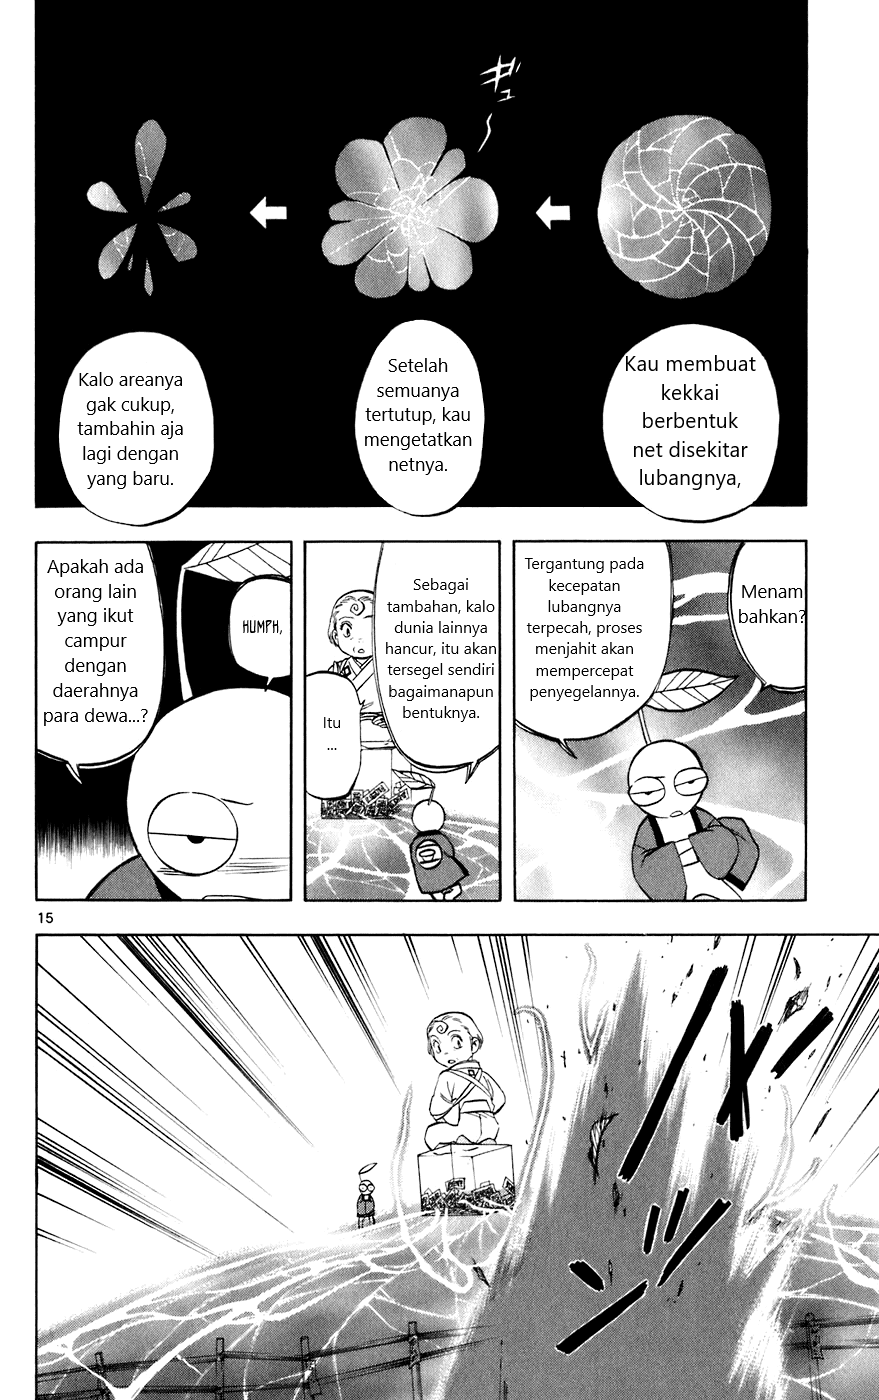 ギュ
Kau membuat
kekkai
berbentuk
net disekitar
lubangnya,
Setelah
semuanya
tertutup, kau
mengetatkan
netnya.
Kalo areanya
gak cukup,
tambahin aja
lagi dengan
yang baru.
Menam
bahkan?
Tergantung pada
kecepatan
lubangnya
terpecah, proses
menjahit akan
mempercepat
penyegelannya.
Sebagai
tambahan, kalo
dunia lainnya
hancur, itu akan
tersegel sendiri
bagaimanapun
bentuknya.
Itu
...
豆
HUMPH,
Apakah ada
orang lain
yang ikut
campur
dengan
daerahnya
para dewa...?
15